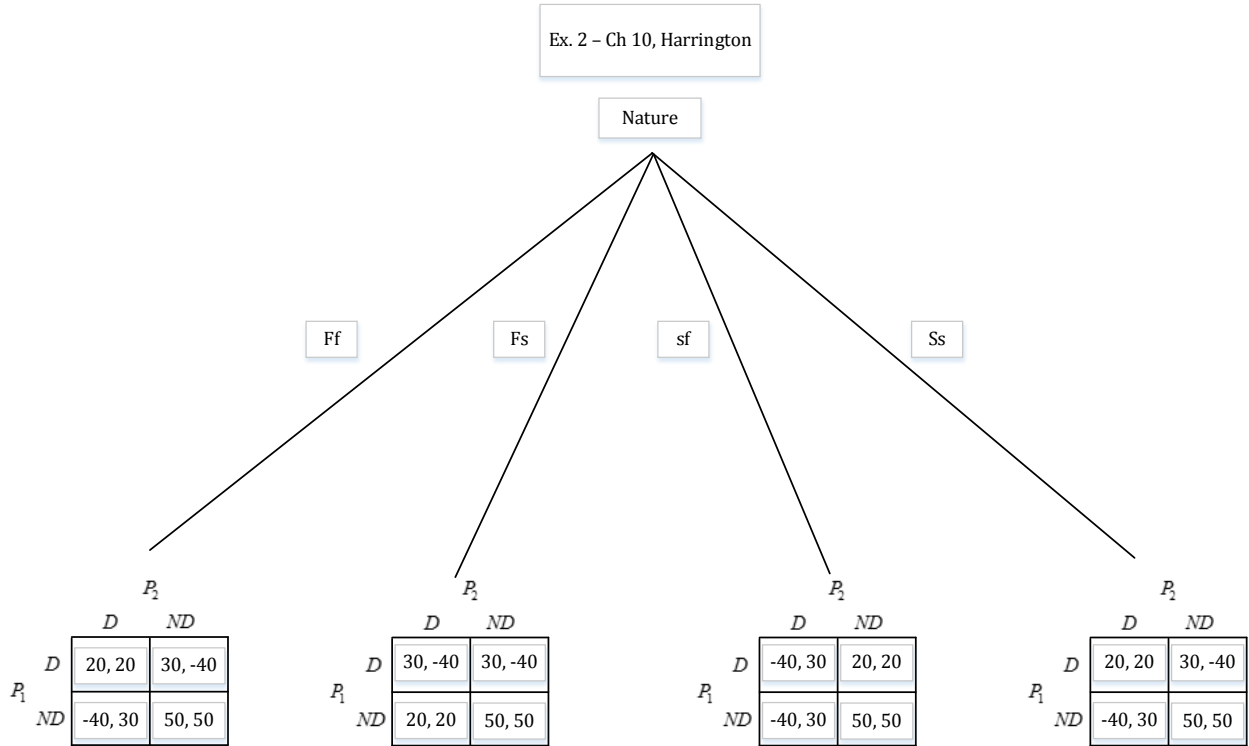 Ex. 2 – Ch 10, Harrington
Nature
Ff
Fs
sf
Ss
P₂
D ND
P₁
D 20, 20 30, -40
ND -40, 30 50, 50
P₂
D ND
P₁
D 30, -40 30, -40
ND 20, 20 50, 50
P₂
D ND
P₁
D -40, 30 20, 20
ND -40, 30 50, 50
P₂
D ND
P₁
D 20, 20 30, -40
ND -40, 30 50, 50